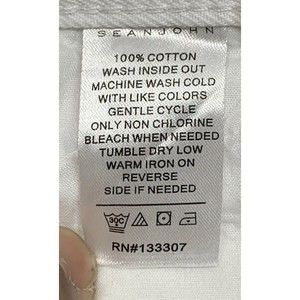 SEANJOHN
100% COTTON
WASH INSIDE OUT
MACHINE WASH COLD
WITH LIKE COLORS
GENTLE CYCLE
ONLY NON CHLORINE
BLEACH WHEN NEEDED
TUMBLE DRY LOW
WARM IRON ON
REVERSE
SIDE IF NEEDED
30C
RN#133307